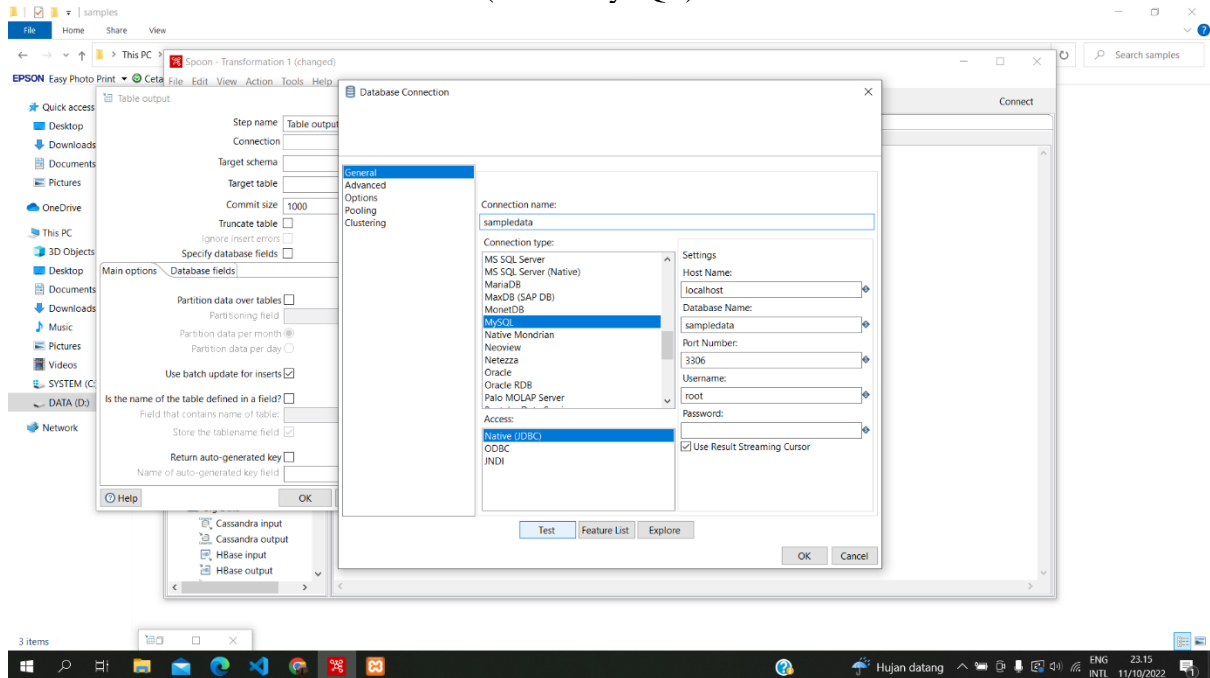 samples
File Home Share View
This PC
Search samples
EPSON Easy Photo Print
Quick access
Desktop
Downloads
Documents
Pictures
OneDrive
This PC
3D Objects
Desktop
Documents
Downloads
Music
Pictures
Videos
SYSTEM (C:
DATA (D:)
Network
3 items
Spoon - Transformation 1 (changed)
File Edit View Action Tools Help
Connect
Cassandra input
Cassandra output
HBase input
HBase output
Table output
Step name Table output
Connection
Target schema
Target table
Commit size 1000
Truncate table
Ignore insert errors
Specify database fields
Main options Database fields
Partition data over tables
Partitioning field
Partition data per month
Partition data per day
Use batch update for inserts
Is the name of the table defined in a field?
Field that contains name of table:
Store the tablename field
Return auto-generated key
Name of auto-generated key field
Help OK
Database Connection
General
Advanced
Options
Pooling
Clustering
Connection name:
sampledata
Connection type:
MS SQL Server
MS SQL Server (Native)
MariaDB
MaxDB (SAP DB)
MonetDB
MySQL
Native Mondrian
Neoview
Netezza
Oracle
Oracle RDB
Palo MOLAP Server
Access:
Native (JDBC)
ODBC
JNDI
Settings
Host Name:
localhost
Database Name:
sampledata
Port Number:
3306
Username:
root
Password:
Use Result Streaming Cursor
Test Feature List Explore
OK Cancel
Hujan datang
ENG 23.15
INTL 11/10/2022